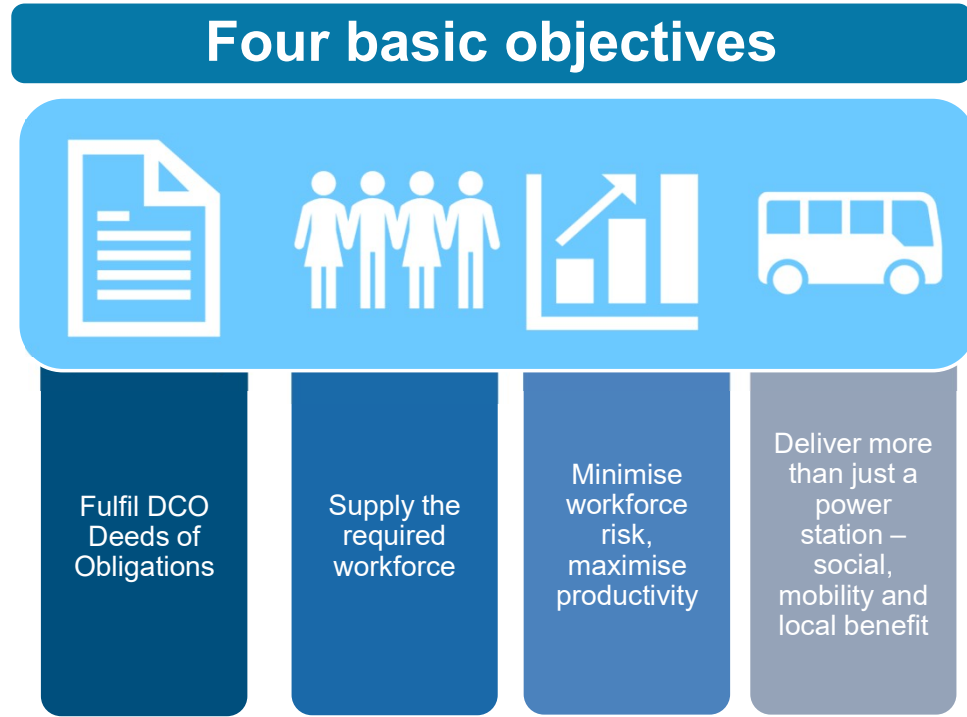 Four basic objectives
Fulfil DCO
Deeds of
Obligations
Supply the
required
workforce
Minimise
workforce
risk,
maximise
productivity
Deliver more
than just a
power
station –
social,
mobility and
local benefit